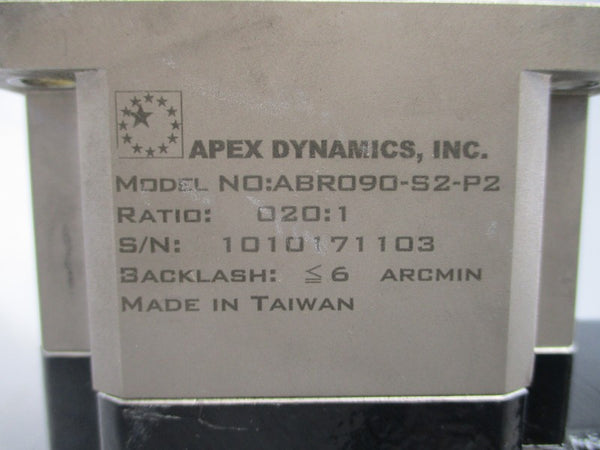 APEX DYNAMICS, INC.
MODEL NO:ABR090-S2-P2
RATIO: 020:1
S/N: 1010171103
BACKLASH: ≦6 ARCMIN
MADE IN TAIWAN